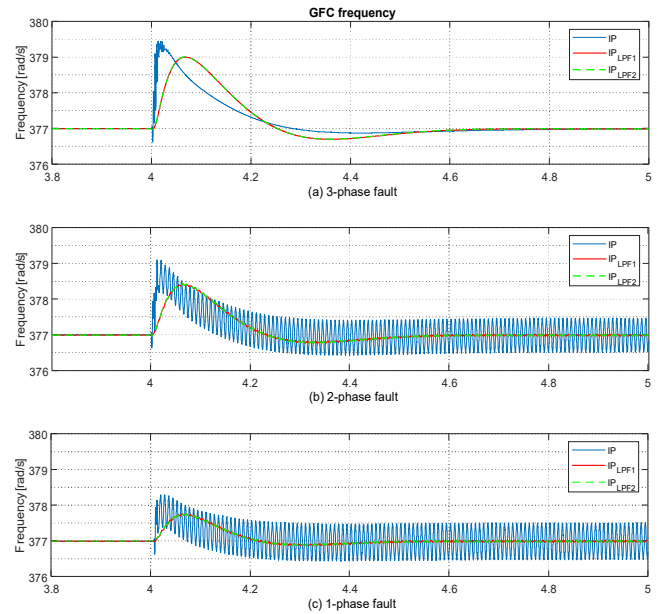 GFC frequency
380
379
378
377
376
Frequency [rad/s]
IP
IP_LPF1
IP_LPF2
3.8 4 4.2 4.4 4.6 4.8 5
(a) 3-phase fault
380
379
378
377
376
Frequency [rad/s]
IP
IP_LPF1
IP_LPF2
3.8 4 4.2 4.4 4.6 4.8 5
(b) 2-phase fault
380
379
378
377
376
Frequency [rad/s]
IP
IP_LPF1
IP_LPF2
3.8 4 4.2 4.4 4.6 4.8 5
(c) 1-phase fault